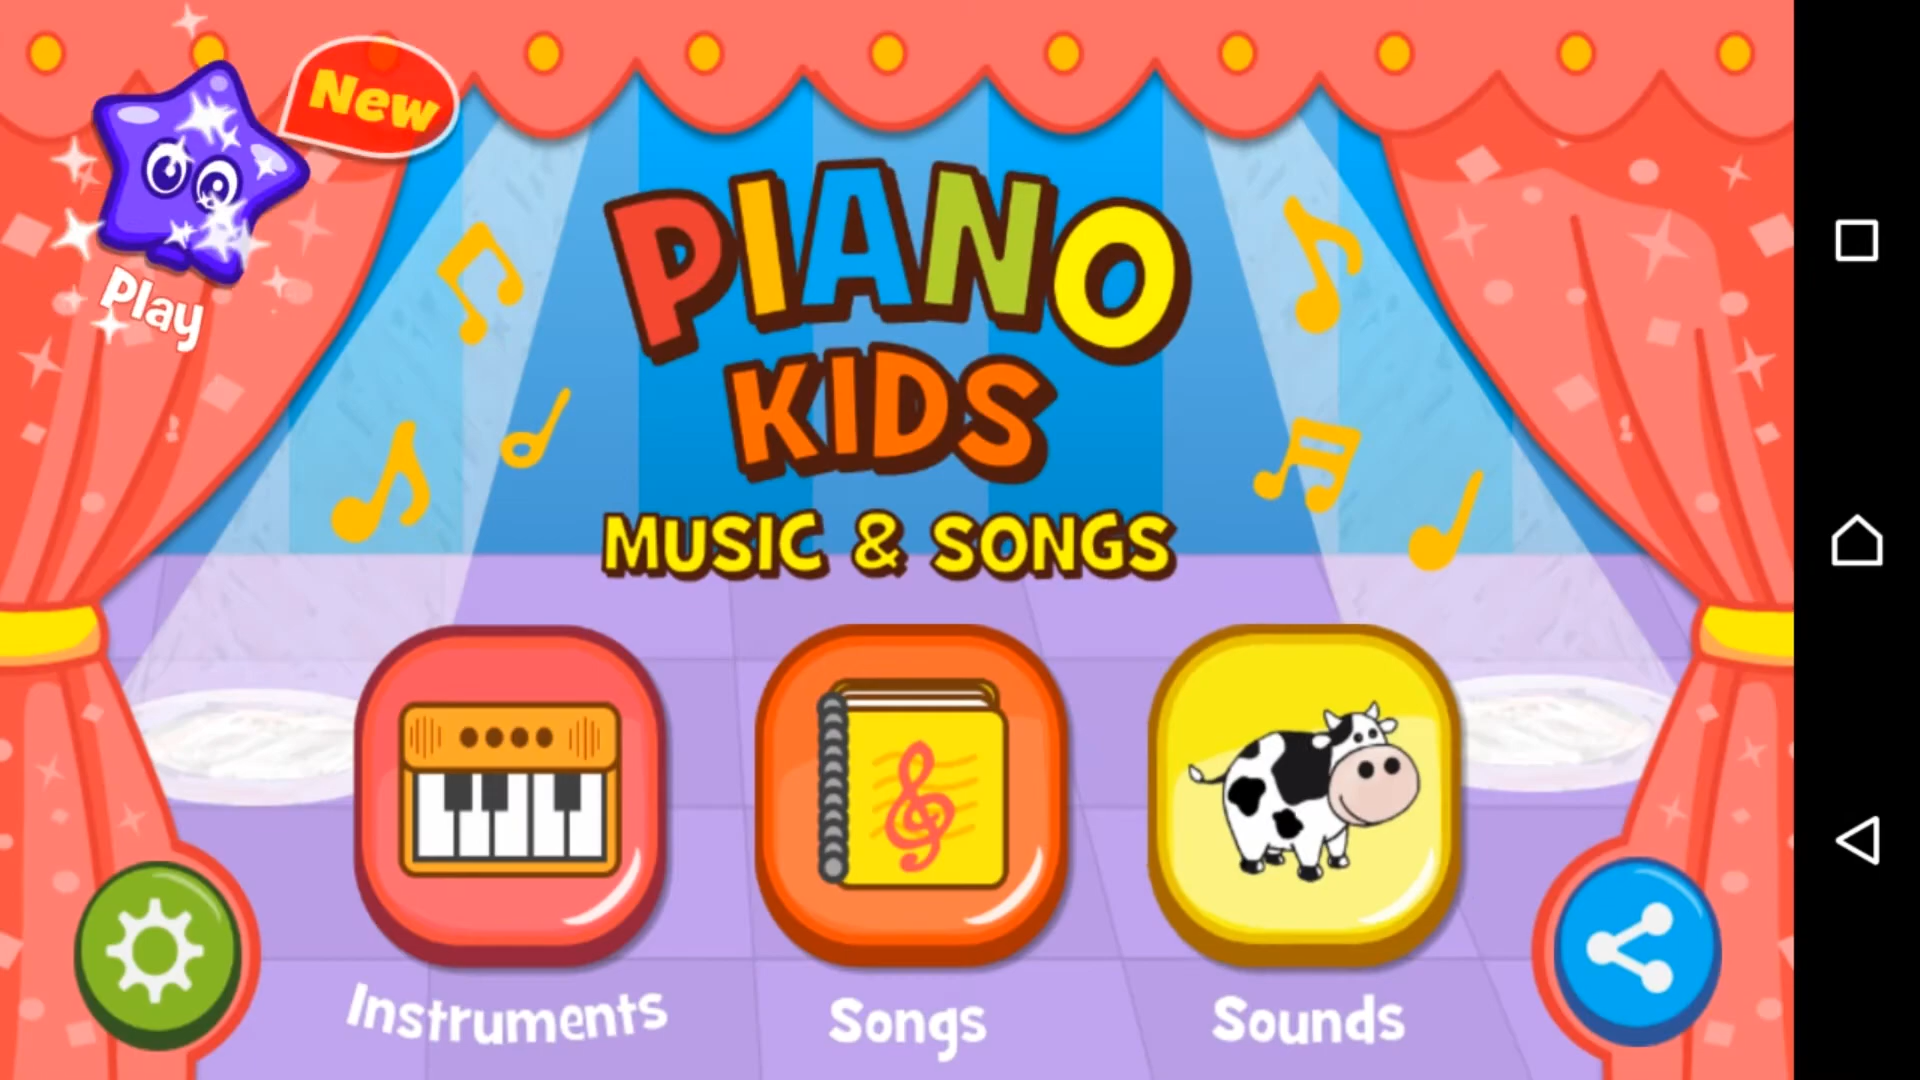 New
Play
PIANO
KIDS
MUSIC & SONGS
Instruments
Songs
Sounds